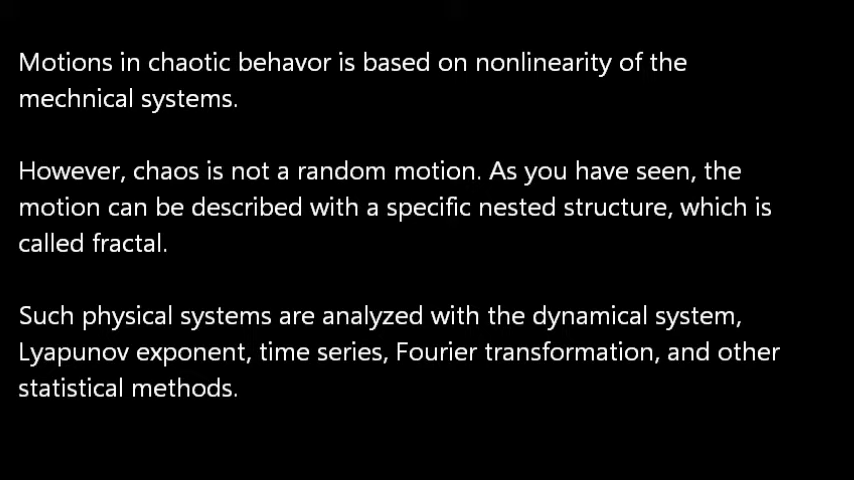 Motions in chaotic behavor is based on nonlinearity of the
mechnical systems.
However, chaos is not a random motion. As you have seen, the
motion can be described with a specific nested structure, which is
called fractal.
Such physical systems are analyzed with the dynamical system,
Lyapunov exponent, time series, Fourier transformation, and other
statistical methods.